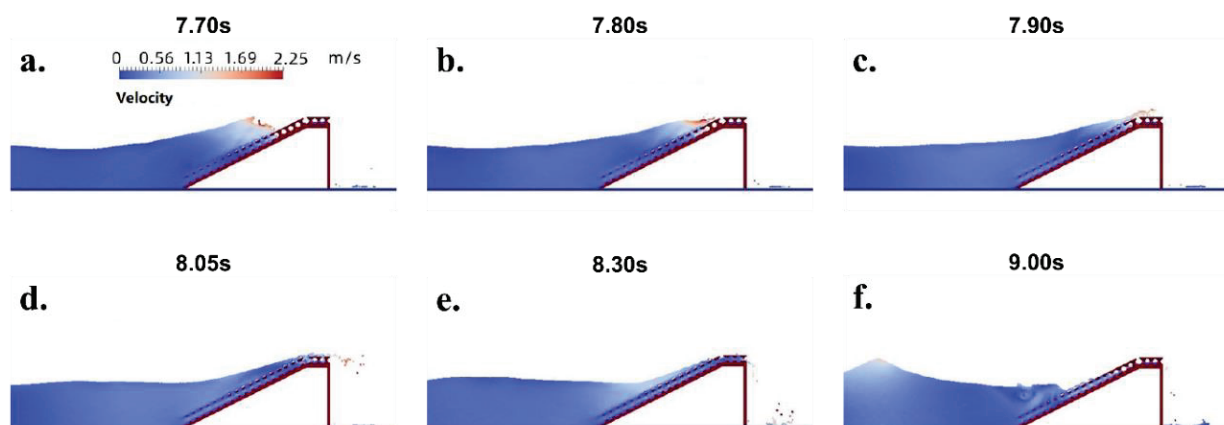 7.70s
7.80s
7.90s
a.
0 0.56 1.13 1.69 2.25 m/s
Velocity
b.
c.
8.05s
8.30s
9.00s
d.
e.
f.